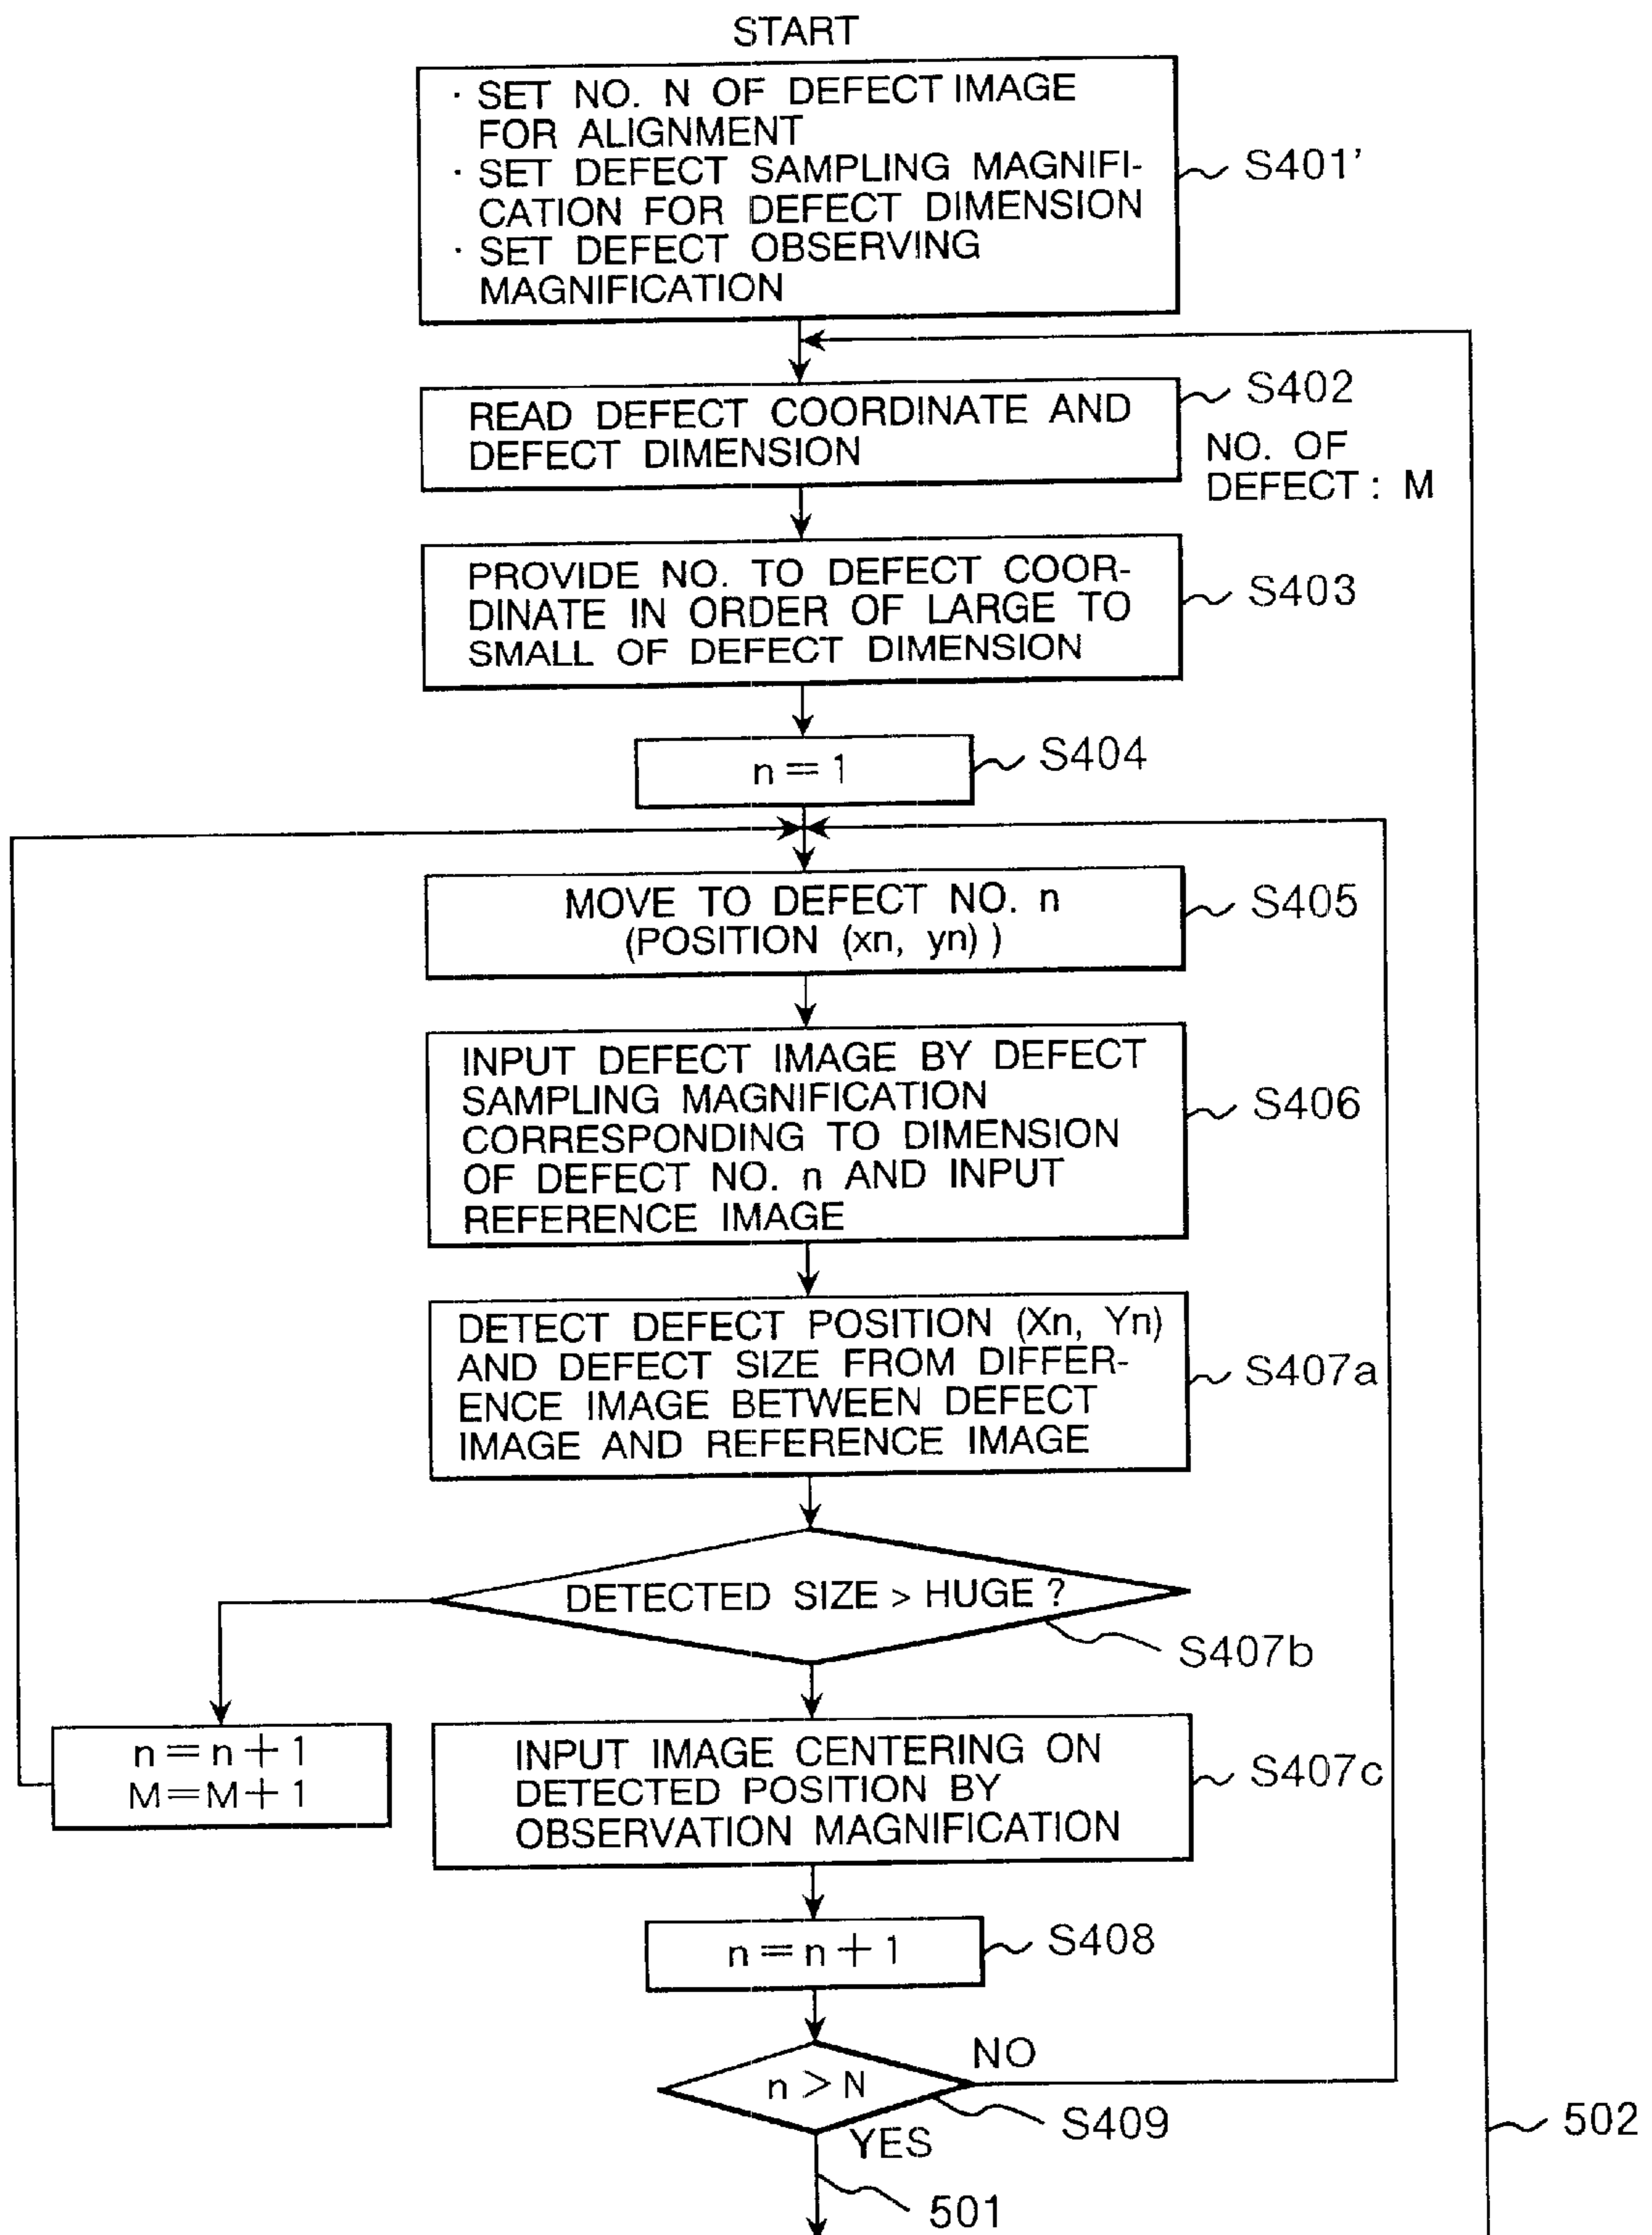 START
· SET NO. N OF DEFECT IMAGE
FOR ALIGNMENT
· SET DEFECT SAMPLING MAGNIFI-
CATION FOR DEFECT DIMENSION
· SET DEFECT OBSERVING
MAGNIFICATION
S401'
READ DEFECT COORDINATE AND
DEFECT DIMENSION
S402
NO. OF
DEFECT : M
PROVIDE NO. TO DEFECT COOR-
DINATE IN ORDER OF LARGE TO
SMALL OF DEFECT DIMENSION
S403
n = 1
S404
MOVE TO DEFECT NO. n
(POSITION (xn, yn) )
S405
INPUT DEFECT IMAGE BY DEFECT
SAMPLING MAGNIFICATION
CORRESPONDING TO DIMENSION
OF DEFECT NO. n AND INPUT
REFERENCE IMAGE
S406
DETECT DEFECT POSITION (Xn, Yn)
AND DEFECT SIZE FROM DIFFER-
ENCE IMAGE BETWEEN DEFECT
IMAGE AND REFERENCE IMAGE
S407a
DETECTED SIZE > HUGE ?
S407b
n = n + 1
M = M + 1
INPUT IMAGE CENTERING ON
DETECTED POSITION BY
OBSERVATION MAGNIFICATION
S407c
n = n + 1
S408
n > N
NO
S409
YES
501
502